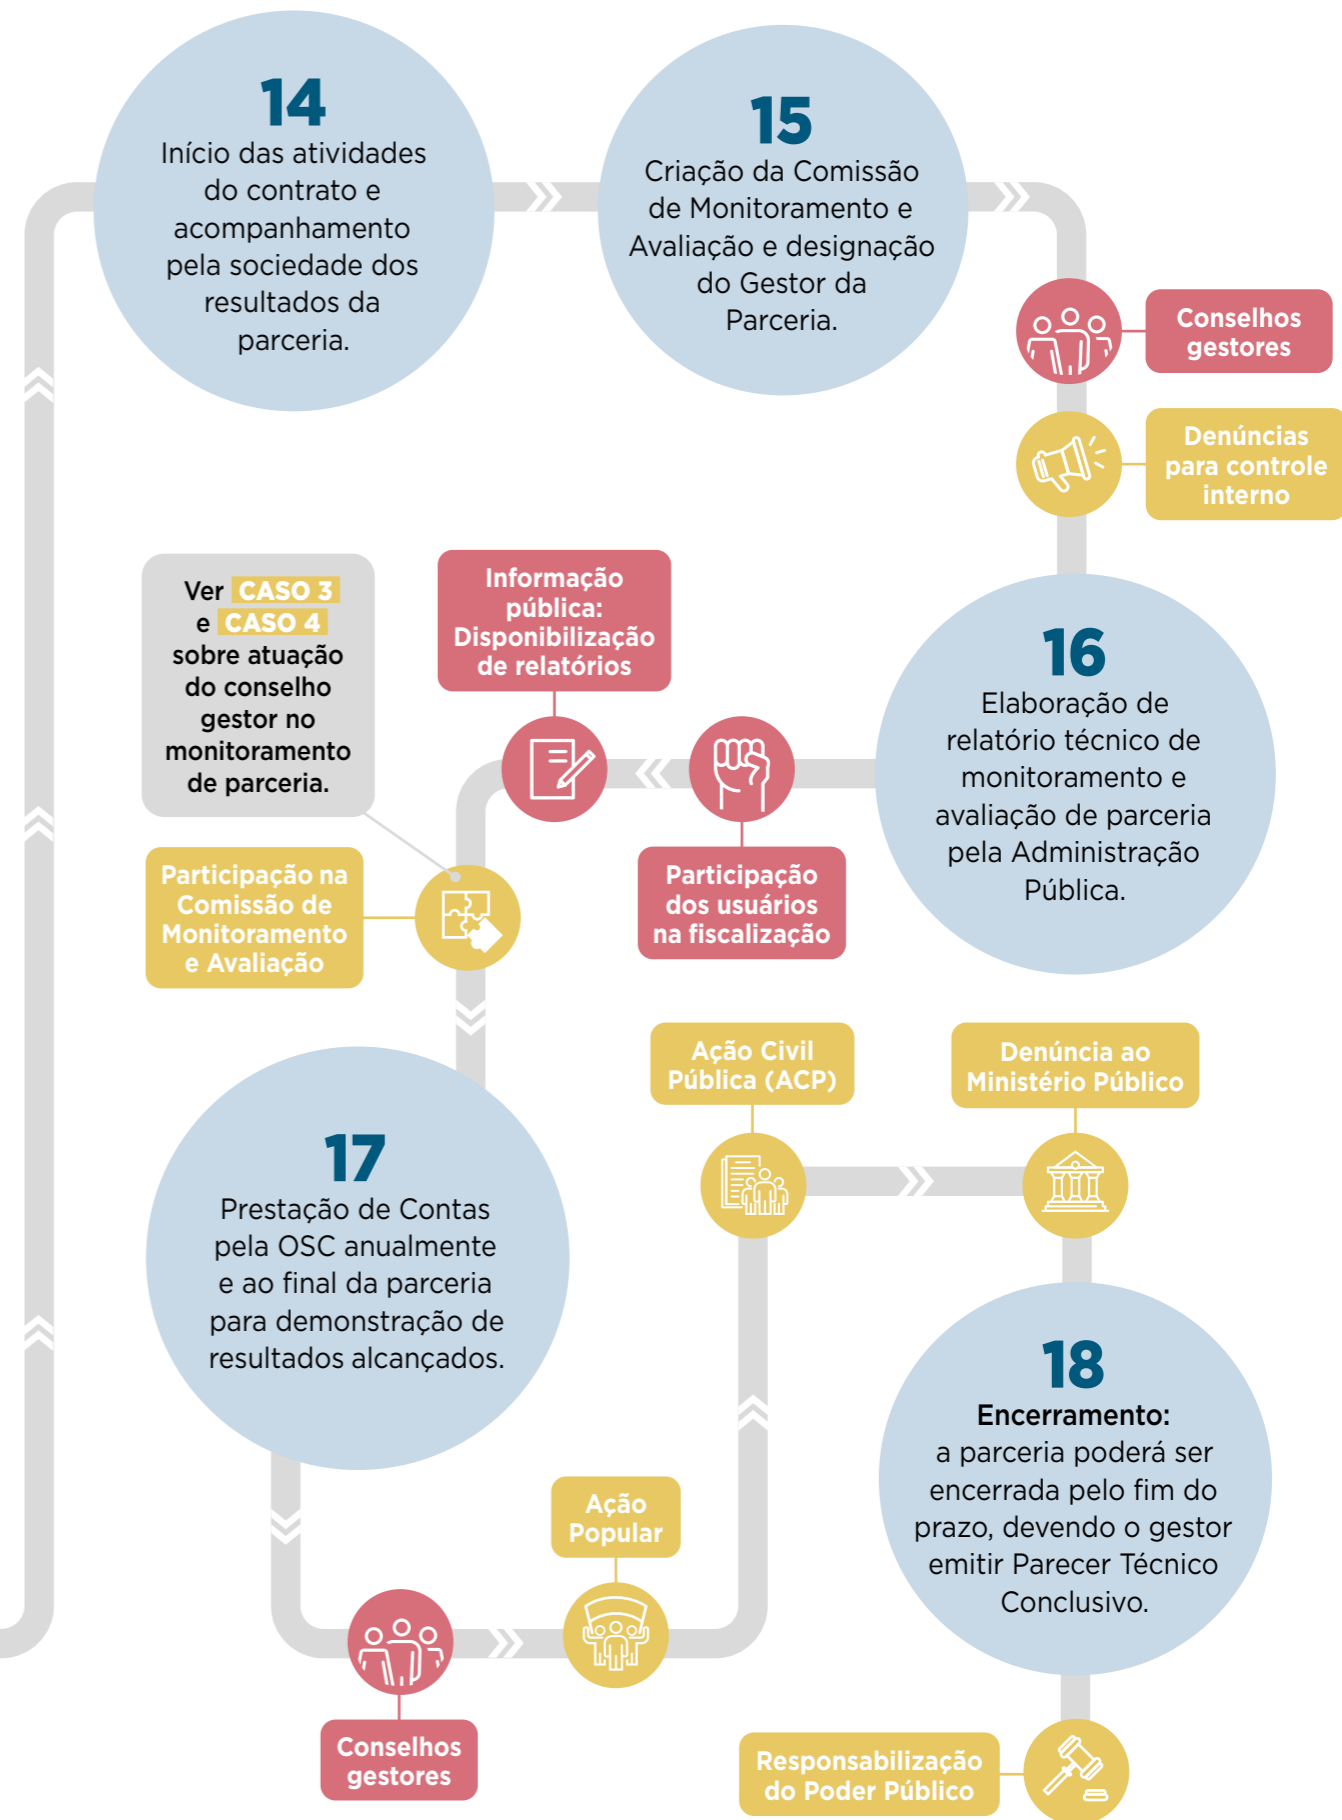 14
Início das atividades
do contrato e
acompanhamento
pela sociedade dos
resultados da
parceria.
15
Criação da Comissão
de Monitoramento e
Avaliação e designação
do Gestor da
Parceria.
Conselhos
gestores
Denúncias
para controle
interno
16
Elaboração de
relatório técnico de
monitoramento e
avaliação de parceria
pela Administração
Pública.
Participação
dos usuários
na fiscalização
Informação
pública:
Disponibilização
de relatórios
Ver CASO 3
e CASO 4
sobre atuação
do conselho
gestor no
monitoramento
de parceria.
Participação na
Comissão de
Monitoramento
e Avaliação
17
Prestação de Contas
pela OSC anualmente
e ao final da parceria
para demonstração de
resultados alcançados.
Conselhos
gestores
Ação
Popular
Ação Civil
Pública (ACP)
Denúncia ao
Ministério Público
18
Encerramento:
a parceria poderá ser
encerrada pelo fim do
prazo, devendo o gestor
emitir Parecer Técnico
Conclusivo.
Responsabilização
do Poder Público